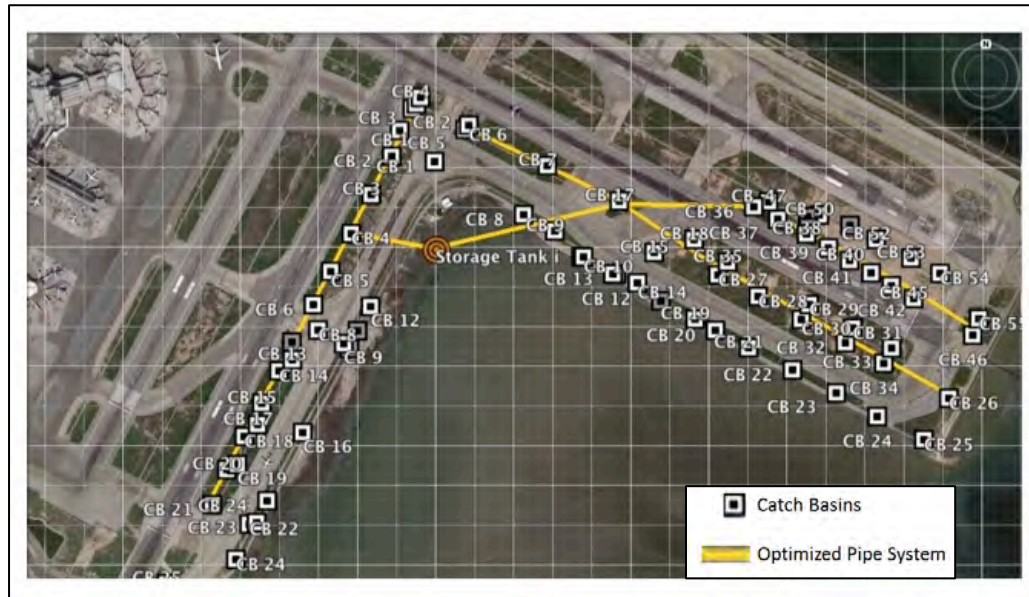 N
CB 4
CB 3
CB 2
CB 1
CB 5
CB 6
CB 2
CB 1
CB 7
CB 3
CB 17
CB 47
CB 8
CB 36
CB 50
CB 4
CB 9
CB 18
CB 37
CB 38
CB 52
Storage Tank i
CB 15
CB 39
CB 40
CB 53
CB 10
CB 35
CB 5
CB 13
CB 41
CB 54
CB 12
CB 14
CB 27
CB 45
CB 6
CB 12
CB 28
CB 29
CB 42
CB 19
CB 55
CB 8
CB 20
CB 30
CB 31
CB 9
CB 21
CB 32
CB 46
CB 13
CB 14
CB 33
CB 22
CB 34
CB 15
CB 23
CB 26
CB 17
CB 18
CB 16
CB 24
CB 25
CB 20
CB 19
CB 21
CB 24
CB 23
CB 22
CB 24
Catch Basins
Optimized Pipe System